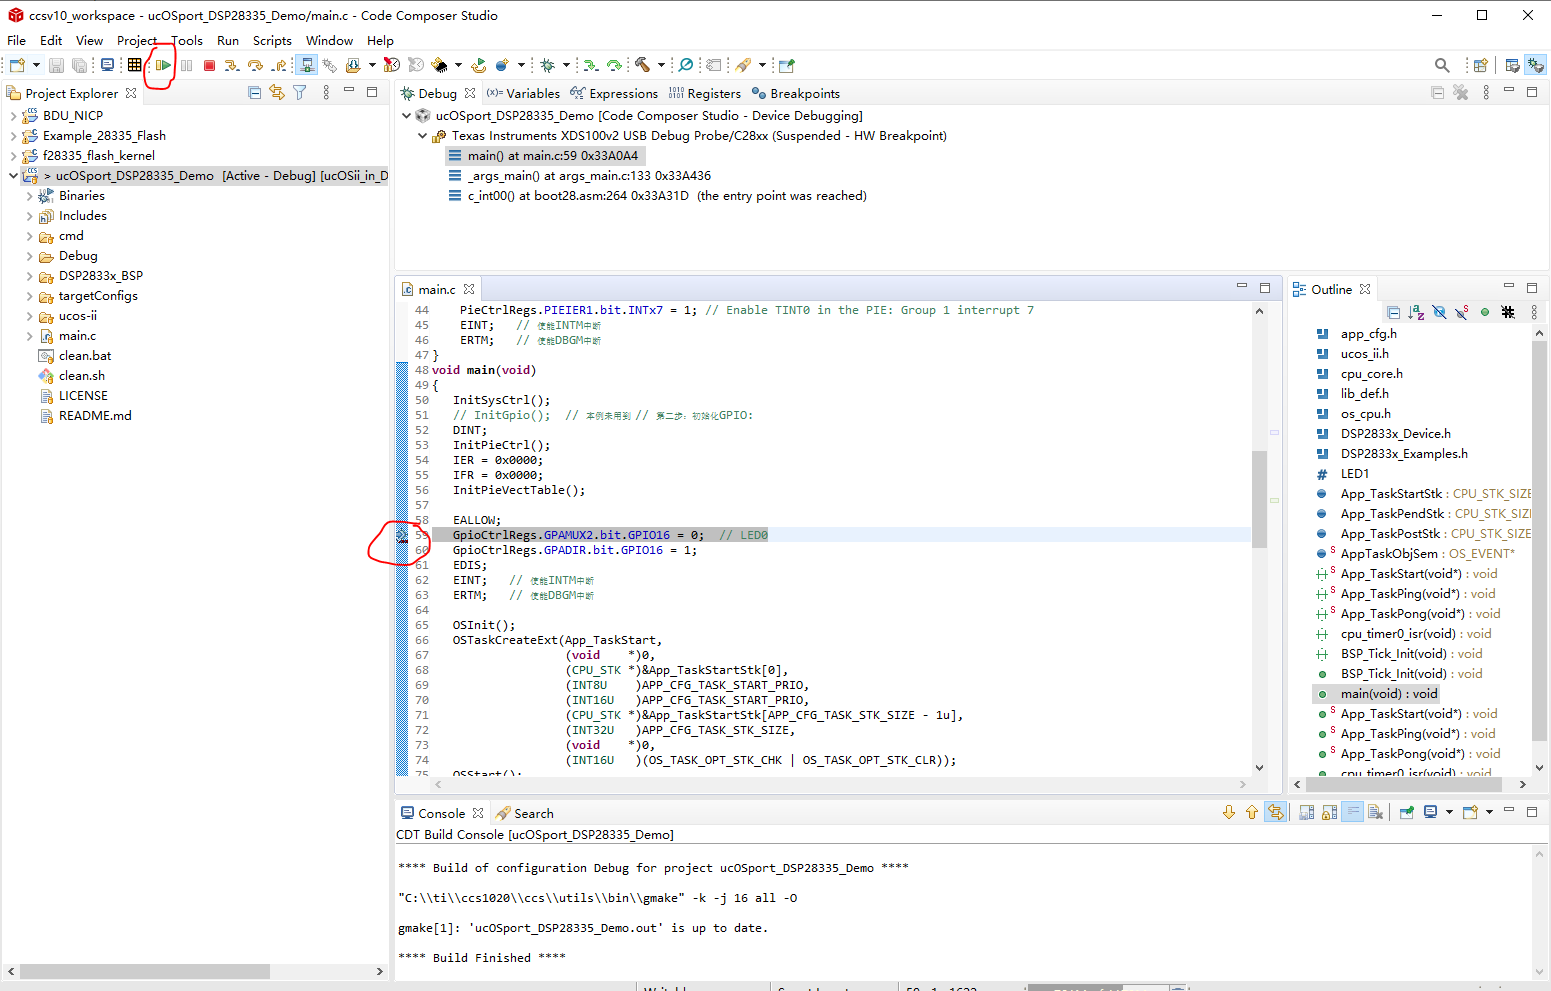 ccsv10_workspace - ucOSport_DSP28335_Demo/main.c - Code Composer Studio
File Edit View Project Tools Run Scripts Window Help
Project Explorer
BDU_NICP
Example_28335_Flash
f28335_flash_kernel
> ucOSport_DSP28335_Demo [Active - Debug] [ucOSii_in_D
Binaries
Includes
cmd
Debug
DSP2833x_BSP
targetConfigs
ucos-ii
main.c
clean.bat
clean.sh
LICENSE
README.md
Debug (x)= Variables Expressions Registers Breakpoints
ucOSport_DSP28335_Demo [Code Composer Studio - Device Debugging]
Texas Instruments XDS100v2 USB Debug Probe/C28xx (Suspended - HW Breakpoint)
main() at main.c:59 0x33A0A4
_args_main() at args_main.c:133 0x33A436
c_int00() at boot28.asm:264 0x33A31D (the entry point was reached)
main.c
44 PieCtrlRegs.PIEIER1.bit.INTx7 = 1; // Enable TINT0 in the PIE: Group 1 interrupt 7
45 EINT; // 使能INTM中断
46 ERTM; // 使能DBGM中断
47 }
48 void main(void)
49 {
50 InitSysCtrl();
51 // InitGpio(); // 本例未用到 // 第二步：初始化GPIO:
52 DINT;
53 InitPieCtrl();
54 IER = 0x0000;
55 IFR = 0x0000;
56 InitPieVectTable();
57
58 EALLOW;
59 GpioCtrlRegs.GPAMUX2.bit.GPIO16 = 0; // LED0
60 GpioCtrlRegs.GPADIR.bit.GPIO16 = 1;
61 EDIS;
62 EINT; // 使能INTM中断
63 ERTM; // 使能DBGM中断
64
65 OSInit();
66 OSTaskCreateExt(App_TaskStart,
67 (void *)0,
68 (CPU_STK *)&App_TaskStartStk[0],
69 (INT8U )APP_CFG_TASK_START_PRIO,
70 (INT16U )APP_CFG_TASK_START_PRIO,
71 (CPU_STK *)&App_TaskStartStk[APP_CFG_TASK_STK_SIZE - 1u],
72 (INT32U )APP_CFG_TASK_STK_SIZE,
73 (void *)0,
74 (INT16U )(OS_TASK_OPT_STK_CHK | OS_TASK_OPT_STK_CLR));
75 OSStart();
Outline
app_cfg.h
ucos_ii.h
cpu_core.h
lib_def.h
os_cpu.h
DSP2833x_Device.h
DSP2833x_Examples.h
LED1
App_TaskStartStk : CPU_STK_SIZE
App_TaskPendStk : CPU_STK_SIZ
App_TaskPostStk : CPU_STK_SIZE
AppTaskObjSem : OS_EVENT*
App_TaskStart(void*) : void
App_TaskPing(void*) : void
App_TaskPong(void*) : void
cpu_timer0_isr(void) : void
BSP_Tick_Init(void) : void
BSP_Tick_Init(void) : void
main(void) : void
App_TaskStart(void*) : void
App_TaskPing(void*) : void
App_TaskPong(void*) : void
cpu_timer0_isr(void) : void
Console Search
CDT Build Console [ucOSport_DSP28335_Demo]
**** Build of configuration Debug for project ucOSport_DSP28335_Demo ****
"C:\\ti\\ccs1020\\ccs\\utils\\bin\\gmake" -k -j 16 all -O
gmake[1]: 'ucOSport_DSP28335_Demo.out' is up to date.
**** Build Finished ****